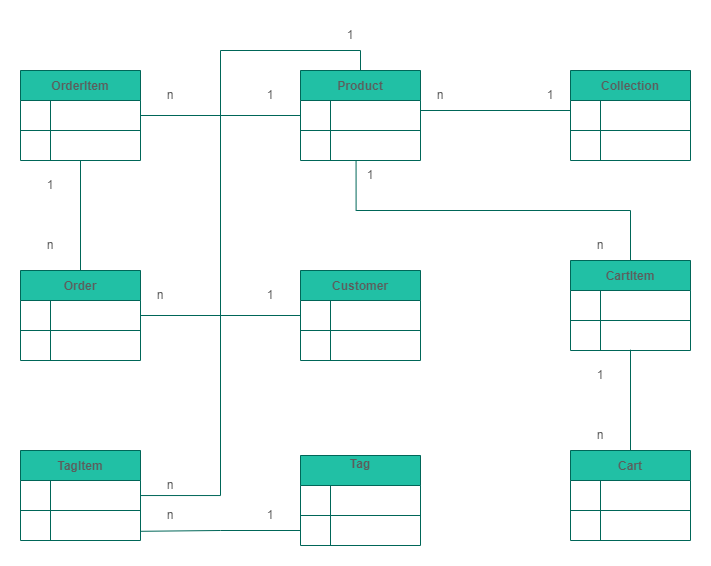 1
OrderItem
n
1
Product
n
1
Collection
1
1
n
n
Order
n
1
Customer
CartItem
1
n
TagItem
n
n
1
Tag
Cart